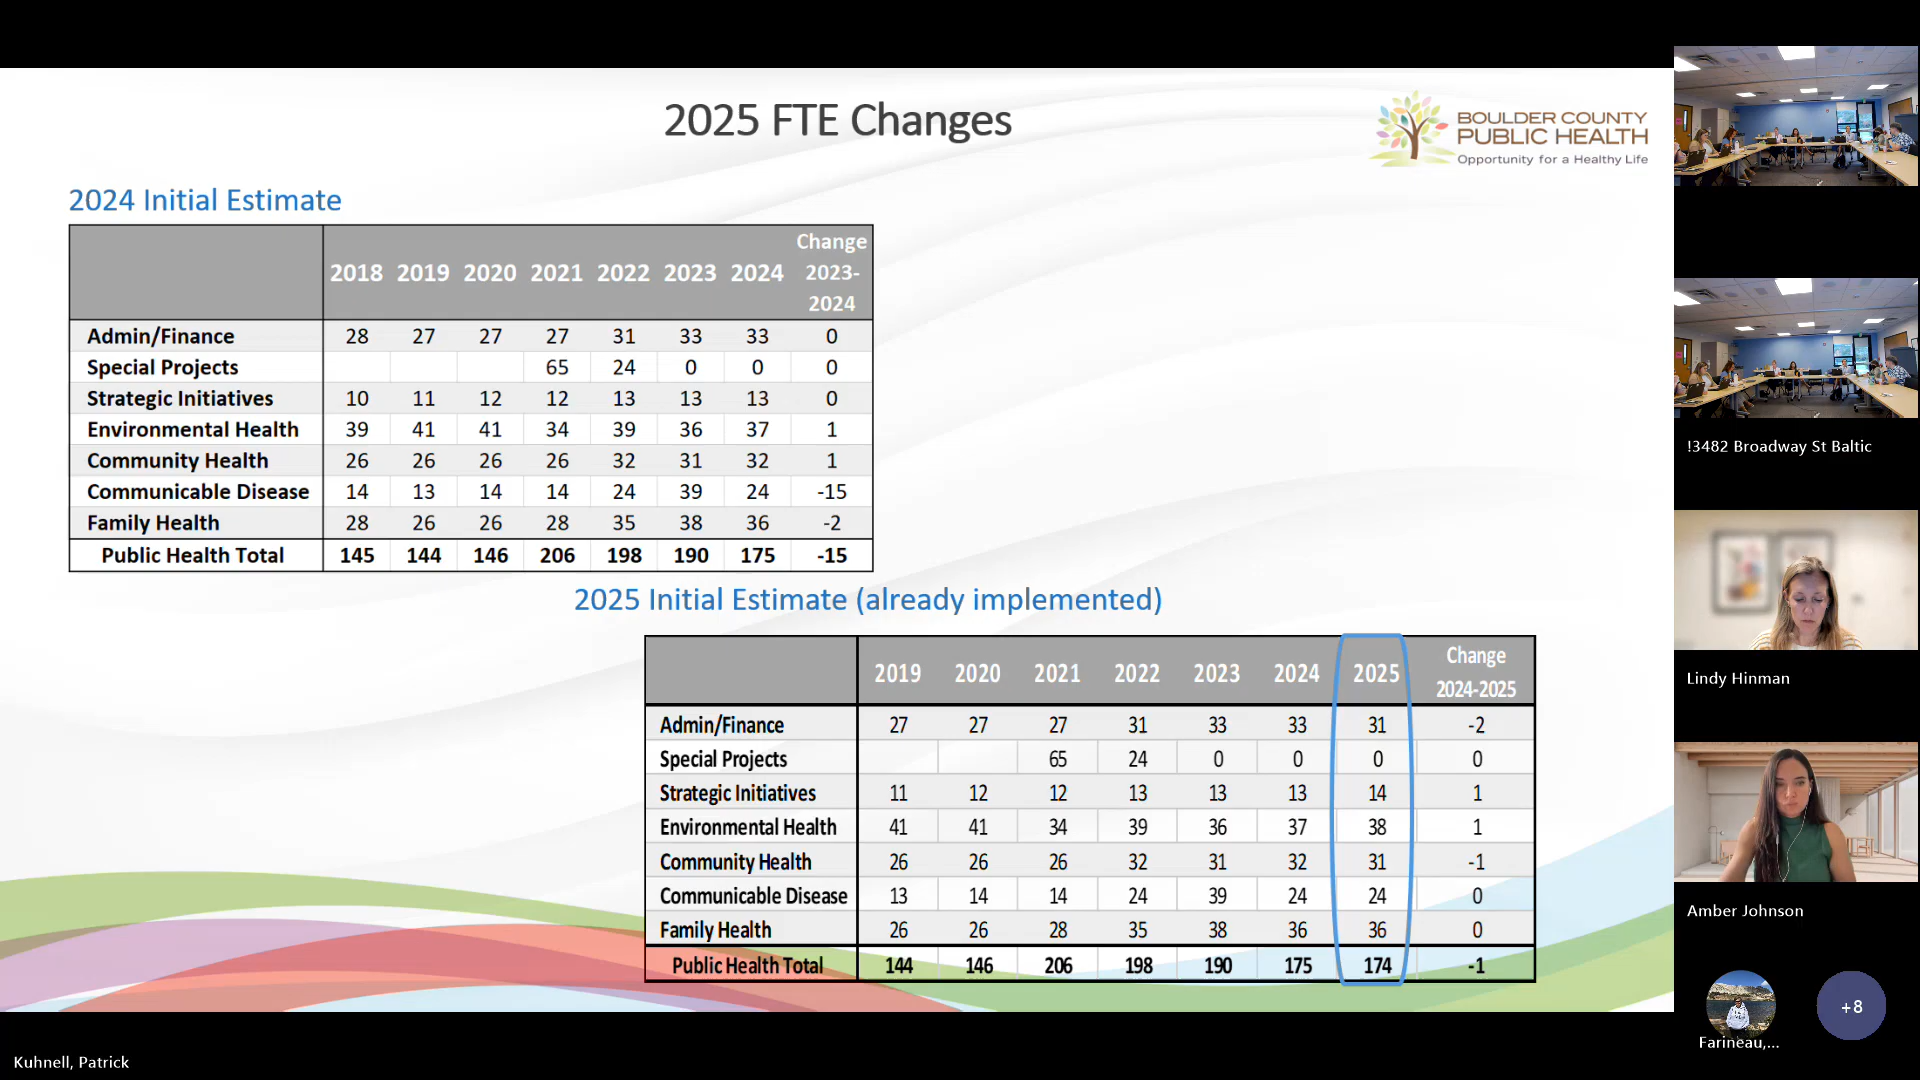 2025 FTE Changes
BOULDER COUNTY
PUBLIC HEALTH
Opportunity for a Healthy Life
2024 Initial Estimate
2018 2019 2020 2021 2022 2023 2024 Change 2023-2024
Admin/Finance 28 27 27 27 31 33 33 0
Special Projects 65 24 0 0 0
Strategic Initiatives 10 11 12 12 13 13 13 0
Environmental Health 39 41 41 34 39 36 37 1
Community Health 26 26 26 26 32 31 32 1
Communicable Disease 14 13 14 14 24 39 24 -15
Family Health 28 26 26 28 35 38 36 -2
Public Health Total 145 144 146 206 198 190 175 -15
2025 Initial Estimate (already implemented)
2019 2020 2021 2022 2023 2024 2025 Change 2024-2025
Admin/Finance 27 27 27 31 33 33 31 -2
Special Projects 65 24 0 0 0 0
Strategic Initiatives 11 12 12 13 13 13 14 1
Environmental Health 41 41 34 39 36 37 38 1
Community Health 26 26 26 32 31 32 31 -1
Communicable Disease 13 14 14 24 39 24 24 0
Family Health 26 26 28 35 38 36 36 0
Public Health Total 144 146 206 198 190 175 174 -1
!3482 Broadway St Baltic
Lindy Hinman
Amber Johnson
+8
Farineau,...
Kuhnell, Patrick